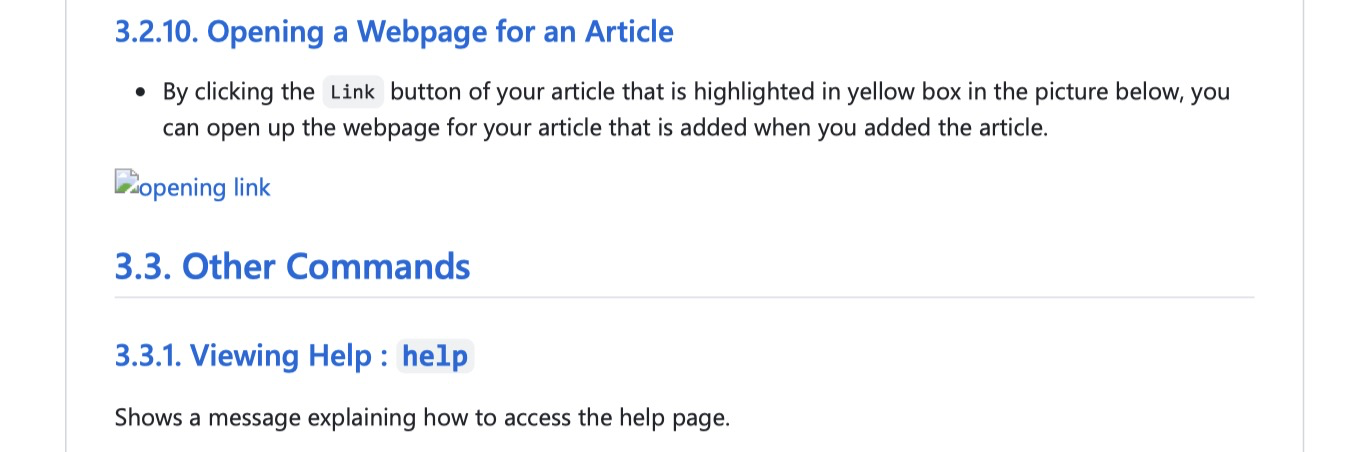 3.2.10. Opening a Webpage for an Article
By clicking the Link button of your article that is highlighted in yellow box in the picture below, you
can open up the webpage for your article that is added when you added the article.
opening link
3.3. Other Commands
3.3.1. Viewing Help : help
Shows a message explaining how to access the help page.